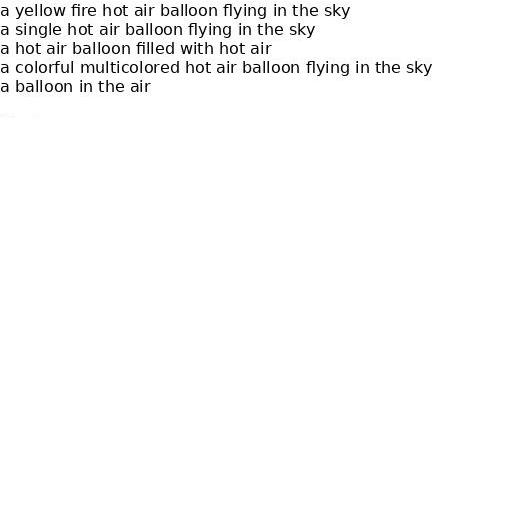 a yellow fire hot air balloon flying in the sky
a single hot air balloon flying in the sky
a hot air balloon filled with hot air
a colorful multicolored hot air balloon flying in the sky
a balloon in the air